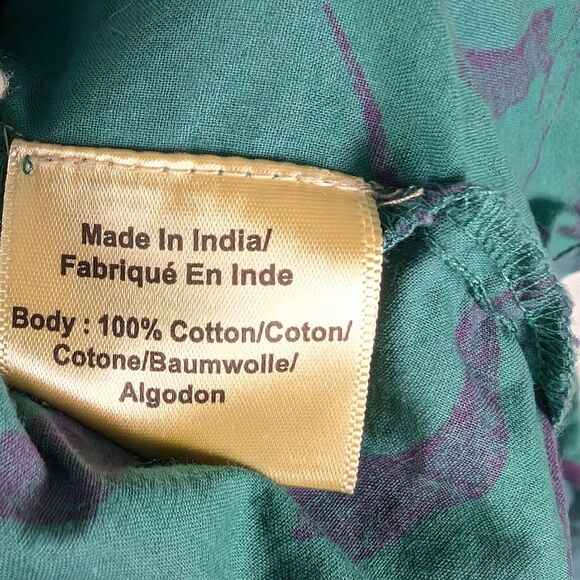 Made In India/
Fabriqué En Inde
Body : 100% Cotton/Coton/
Cotone/Baumwolle/
Algodon